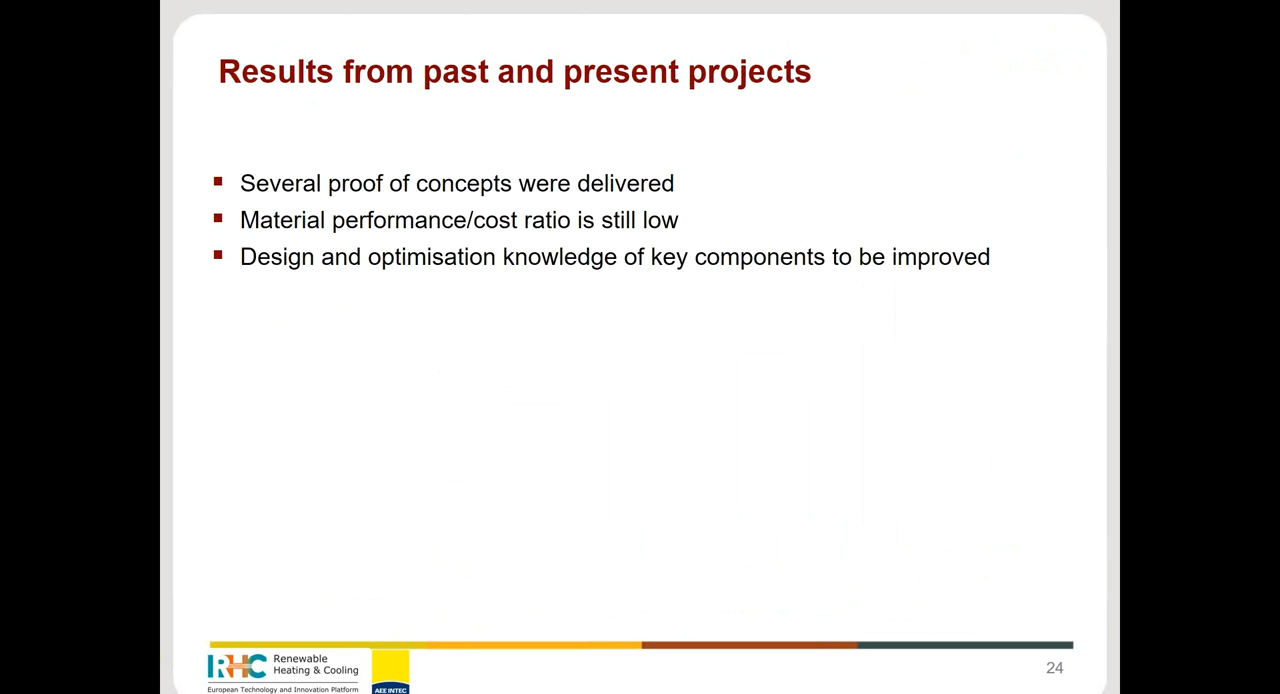 Results from past and present projects
Several proof of concepts were delivered
Material performance/cost ratio is still low
Design and optimisation knowledge of key components to be improved
RHC Renewable
Heating & Cooling
European Technology and Innovation Platform
AEE INTEC
24